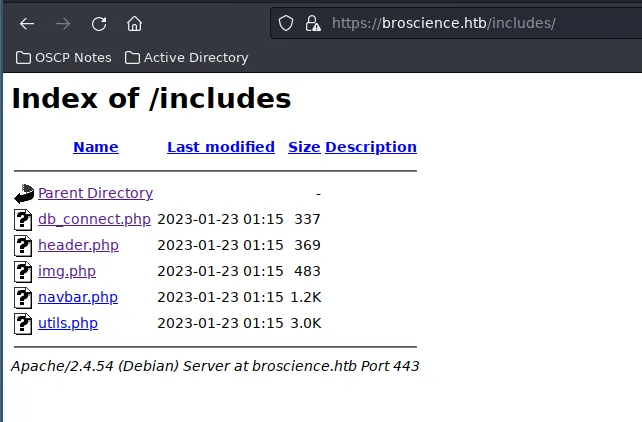 https://broscience.htb/includes/
OSCP Notes Active Directory
Index of /includes
Name Last modified Size Description
Parent Directory -
db_connect.php 2023-01-23 01:15 337
header.php 2023-01-23 01:15 369
img.php 2023-01-23 01:15 483
navbar.php 2023-01-23 01:15 1.2K
utils.php 2023-01-23 01:15 3.0K
Apache/2.4.54 (Debian) Server at broscience.htb Port 443